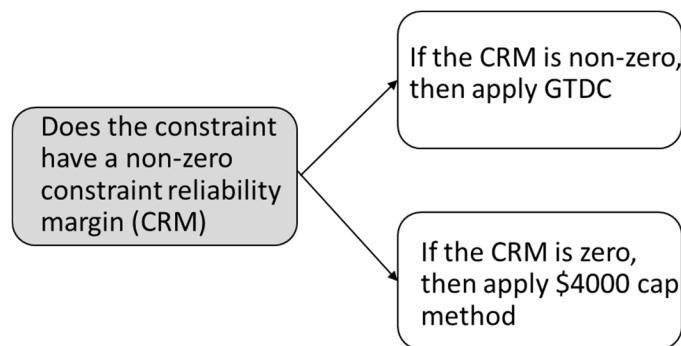 Does the constraint
have a non-zero
constraint reliability
margin (CRM)
If the CRM is non-zero,
then apply GTDC
If the CRM is zero,
then apply $4000 cap
method